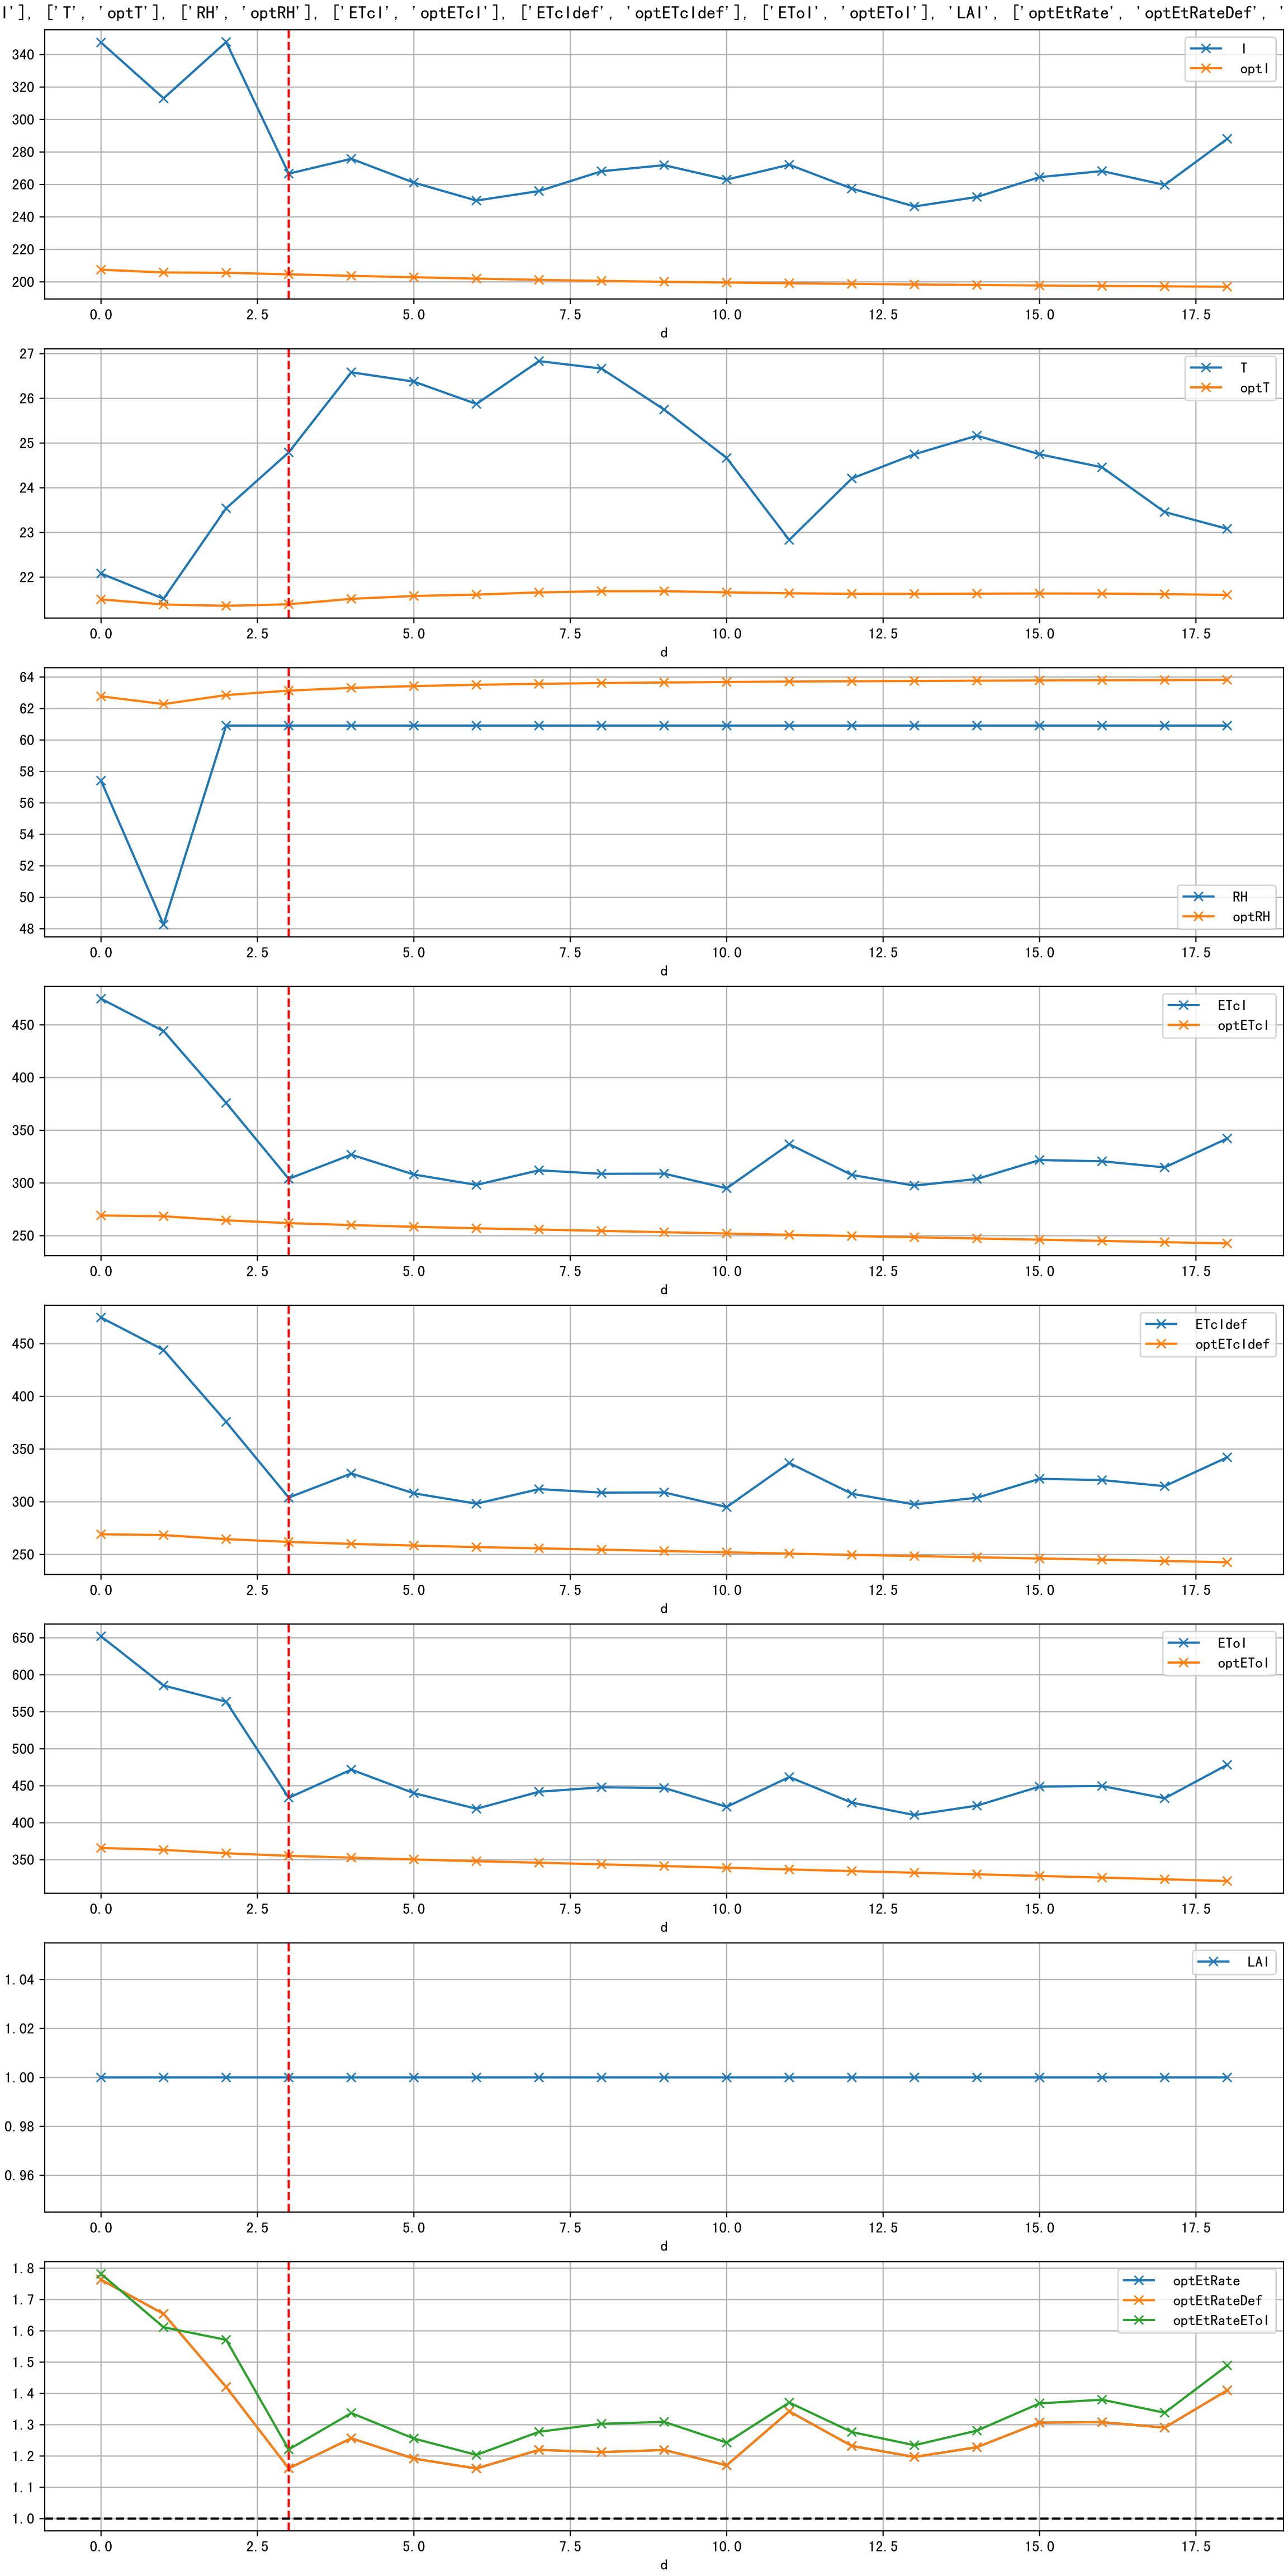 I'], ['T', 'optT'], ['RH', 'optRH'], ['ETcI', 'optETcI'], ['ETcIdef', 'optETcIdef'], ['EToI', 'optEToI'], 'LAI', ['optEtRate', 'optEtRateDef', '
340
320
300
280
260
240
220
200
I
optI
0.0 2.5 5.0 7.5 10.0 12.5 15.0 17.5
d
27
26
25
24
23
22
T
optT
0.0 2.5 5.0 7.5 10.0 12.5 15.0 17.5
d
64
62
60
58
56
54
52
50
48
RH
optRH
0.0 2.5 5.0 7.5 10.0 12.5 15.0 17.5
d
450
400
350
300
250
ETcI
optETcI
0.0 2.5 5.0 7.5 10.0 12.5 15.0 17.5
d
450
400
350
300
250
ETcIdef
optETcIdef
0.0 2.5 5.0 7.5 10.0 12.5 15.0 17.5
d
650
600
550
500
450
400
350
EToI
optEToI
0.0 2.5 5.0 7.5 10.0 12.5 15.0 17.5
d
1.04
1.02
1.00
0.98
0.96
LAI
0.0 2.5 5.0 7.5 10.0 12.5 15.0 17.5
d
1.8
1.7
1.6
1.5
1.4
1.3
1.2
1.1
1.0
optEtRate
optEtRateDef
optEtRateEToI
0.0 2.5 5.0 7.5 10.0 12.5 15.0 17.5
d